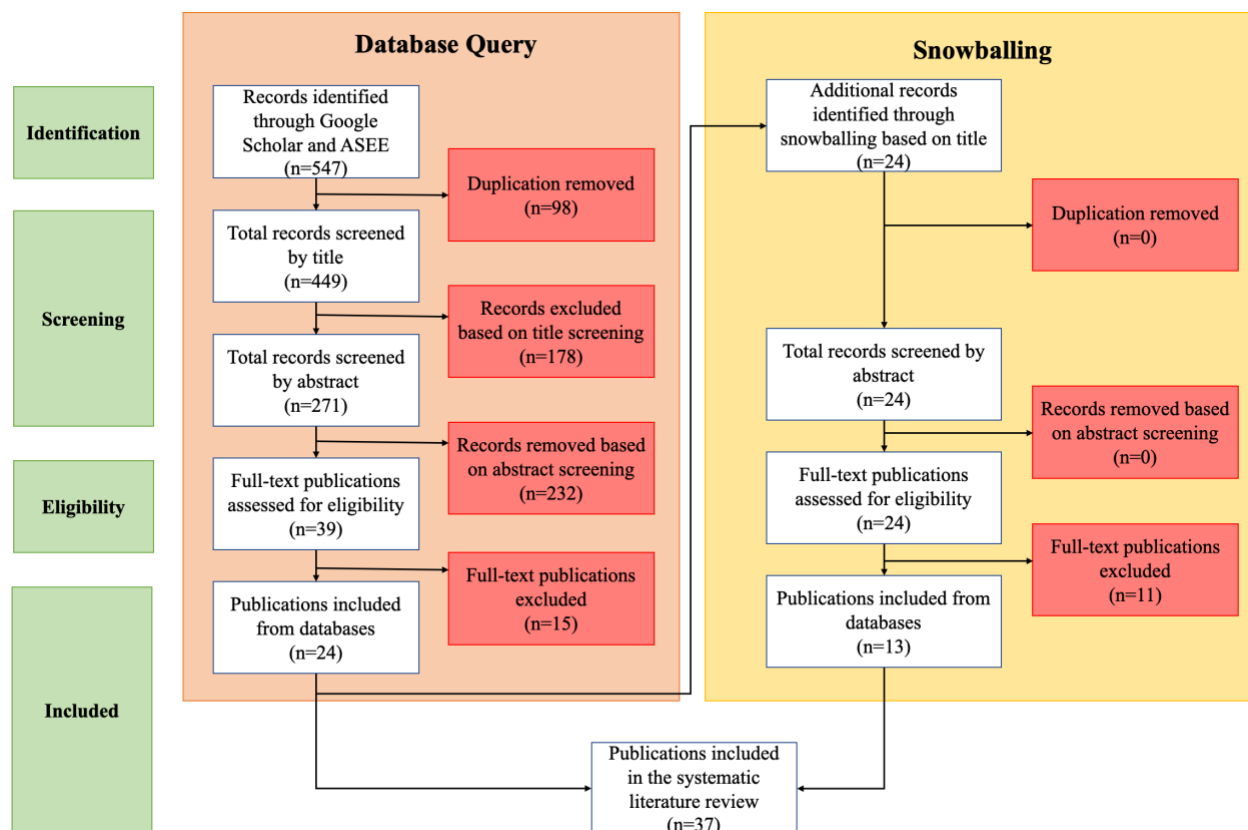 Database Query
Snowballing
Identification
Screening
Eligibility
Included
Records identified
through Google
Scholar and ASEE
(n=547)
Duplication removed
(n=98)
Total records screened
by title
(n=449)
Records excluded
based on title screening
(n=178)
Total records screened
by abstract
(n=271)
Records removed based
on abstract screening
(n=232)
Full-text publications
assessed for eligibility
(n=39)
Full-text publications
excluded
(n=15)
Publications included
from databases
(n=24)
Additional records
identified through
snowballing based on title
(n=24)
Duplication removed
(n=0)
Total records screened by
abstract
(n=24)
Records removed based
on abstract screening
(n=0)
Full-text publications
assessed for eligibility
(n=24)
Full-text publications
excluded
(n=11)
Publications included from
databases
(n=13)
Publications included
in the systematic
literature review
(n=37)